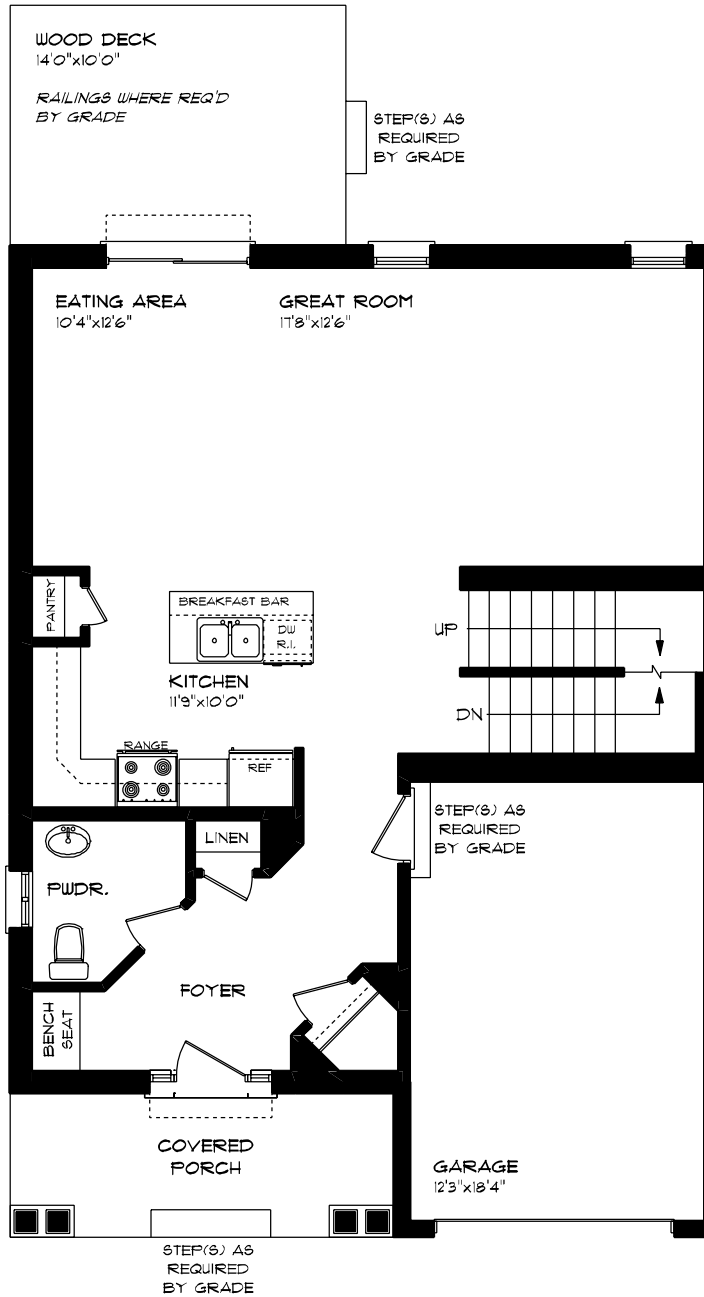 WOOD DECK
14'0"x10'0"
RAILINGS WHERE REQ'D
BY GRADE
STEP(S) AS
REQUIRED
BY GRADE
EATING AREA
10'4"x12'6"
GREAT ROOM
17'8"x12'6"
PANTRY
BREAKFAST BAR
DW
R.I.
UP
KITCHEN
11'9"x10'0"
DN
RANGE
REF
STEP(S) AS
REQUIRED
BY GRADE
LINEN
PWDR.
FOYER
BENCH
SEAT
COVERED
PORCH
GARAGE
12'3"x18'4"
STEP(S) AS
REQUIRED
BY GRADE